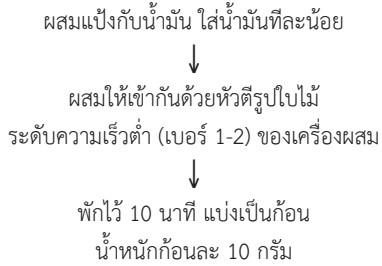 ผสมแป้งกับน้ำมัน ใส่น้ำมันทีละน้อย
ผสมให้เข้ากันด้วยหัวตีรูปใบไม้
ระดับความเร็วต่ำ (เบอร์ 1-2) ของเครื่องผสม
พักไว้ 10 นาที แบ่งเป็นก้อน
น้ำหนักก้อนละ 10 กรัม